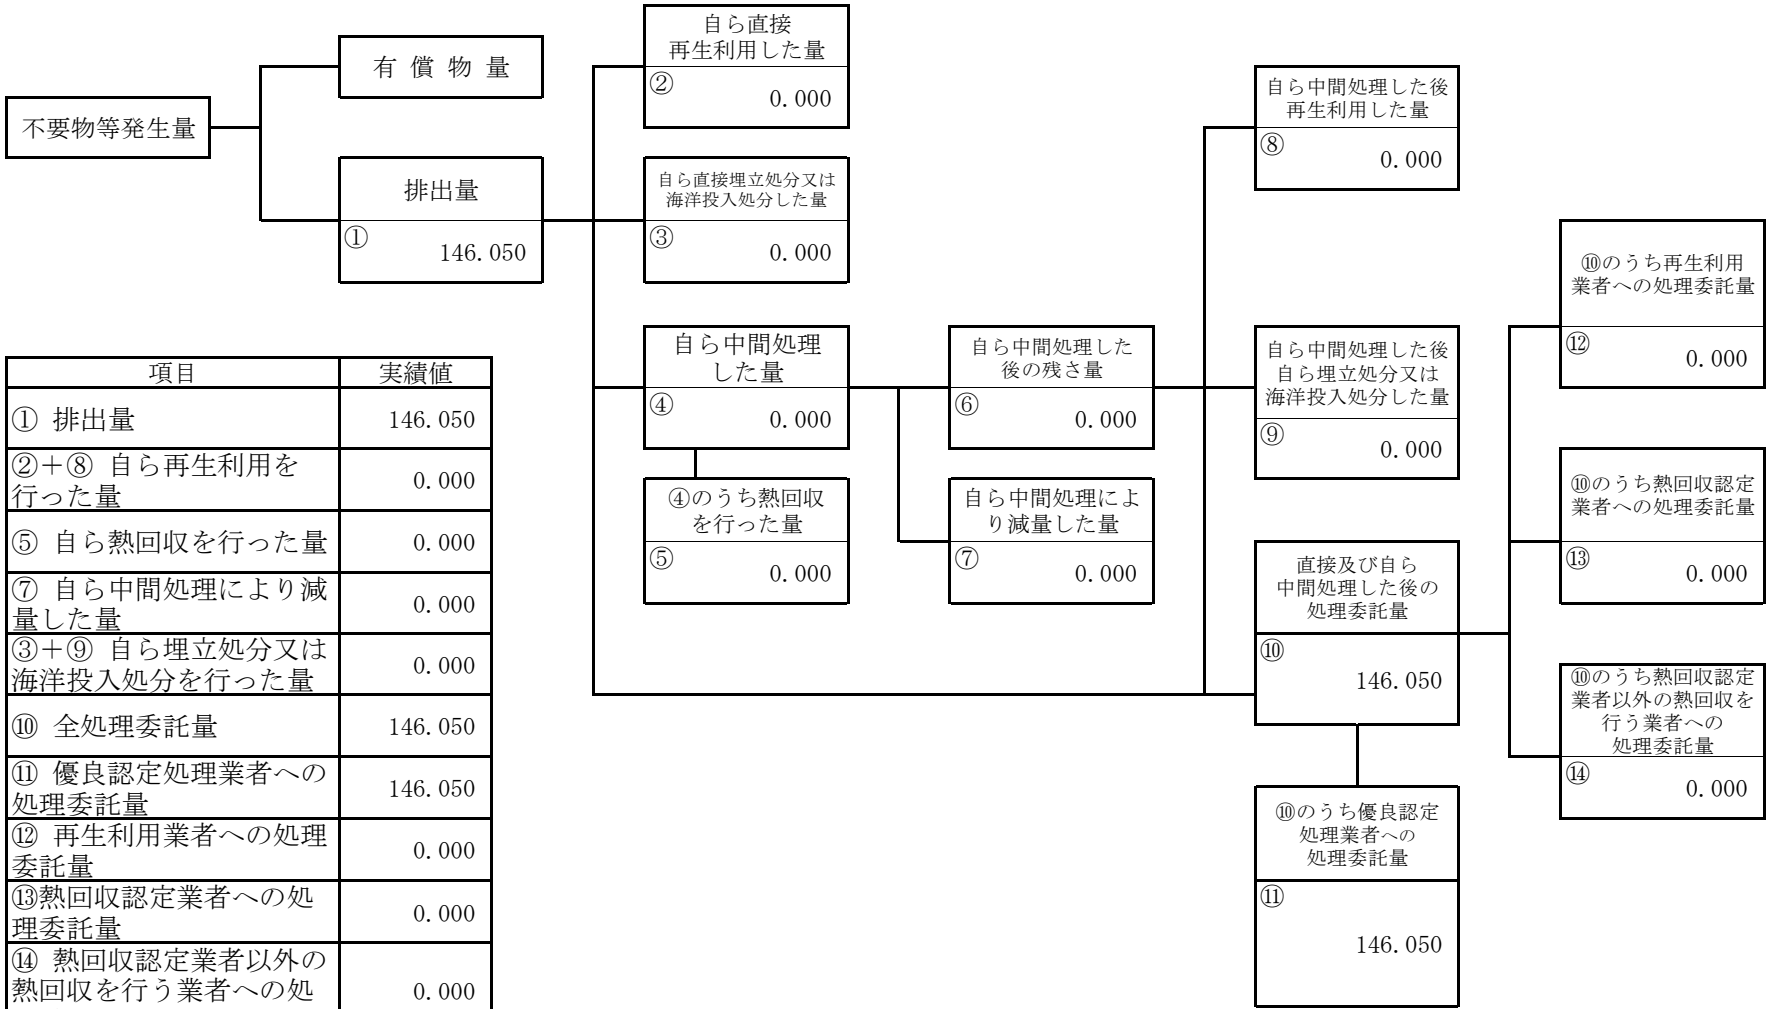 不要物等発生量
有 償 物 量
排出量
①
146.050
自ら直接
再生利用した量
②
0.000
自ら直接埋立処分又は
海洋投入処分した量
③
0.000
自ら中間処理
した量
④
0.000
④のうち熱回収
を行った量
⑤
0.000
自ら中間処理した
後の残さ量
⑥
0.000
自ら中間処理によ
り減量した量
⑦
0.000
自ら中間処理した後
再生利用した量
⑧
0.000
自ら中間処理した後
自ら埋立処分又は
海洋投入処分した量
⑨
0.000
直接及び自ら
中間処理した後の
処理委託量
⑩
146.050
⑩のうち優良認定
処理業者への
処理委託量
⑪
146.050
⑩のうち再生利用
業者への処理委託量
⑫
0.000
⑩のうち熱回収認定
業者への処理委託量
⑬
0.000
⑩のうち熱回収認定
業者以外の熱回収を
行う業者への
処理委託量
⑭
0.000
項目 実績値
① 排出量 146.050
②＋⑧ 自ら再生利用を
行った量 0.000
⑤ 自ら熱回収を行った量 0.000
⑦ 自ら中間処理により減
量した量 0.000
③＋⑨ 自ら埋立処分又は
海洋投入処分を行った量 0.000
⑩ 全処理委託量 146.050
⑪ 優良認定処理業者への
処理委託量 146.050
⑫ 再生利用業者への処理
委託量 0.000
⑬熱回収認定業者への処
理委託量 0.000
⑭ 熱回収認定業者以外の
熱回収を行う業者への処 0.000